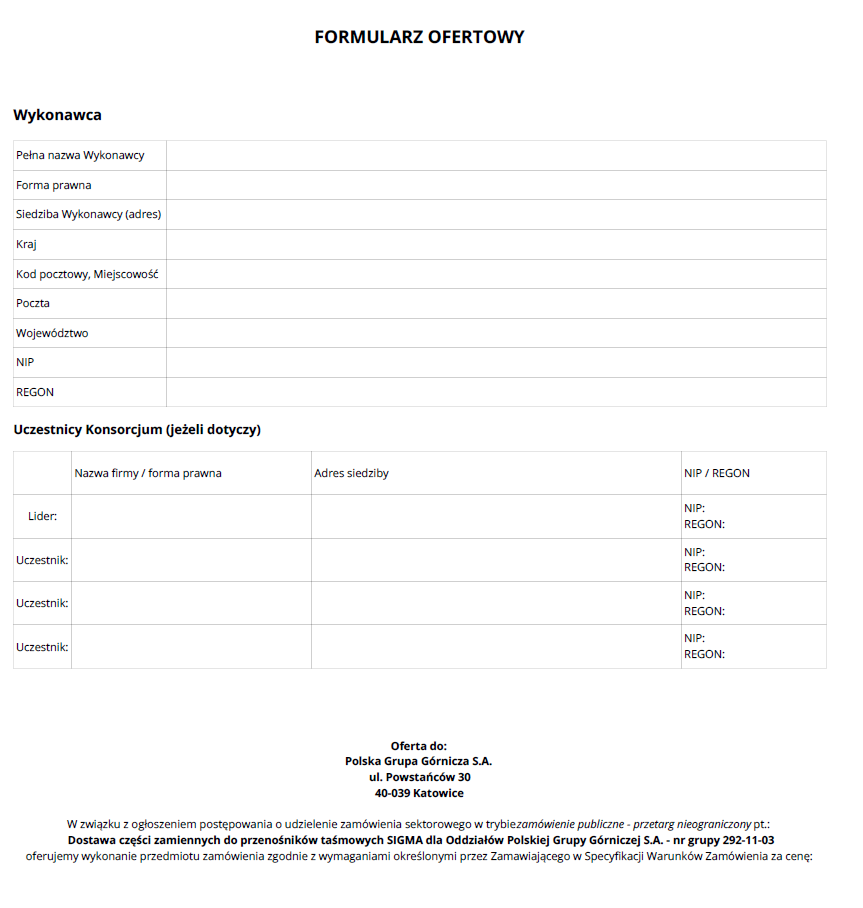 FORMULARZ OFERTOWY
Wykonawca
Pełna nazwa Wykonawcy
Forma prawna
Siedziba Wykonawcy (adres)
Kraj
Kod pocztowy, Miejscowość
Poczta
Województwo
NIP
REGON
Uczestnicy Konsorcjum (jeżeli dotyczy)
Nazwa firmy / forma prawna Adres siedziby NIP / REGON
Lider: NIP:
REGON:
Uczestnik: NIP:
REGON:
Uczestnik: NIP:
REGON:
Uczestnik: NIP:
REGON:
Oferta do:
Polska Grupa Górnicza S.A.
ul. Powstańców 30
40-039 Katowice
W związku z ogłoszeniem postępowania o udzielenie zamówienia sektorowego w trybiezamówienie publiczne - przetarg nieograniczony pt.:
Dostawa części zamiennych do przenośników taśmowych SIGMA dla Oddziałów Polskiej Grupy Górniczej S.A. - nr grupy 292-11-03
oferujemy wykonanie przedmiotu zamówienia zgodnie z wymaganiami określonymi przez Zamawiającego w Specyfikacji Warunków Zamówienia za cenę: